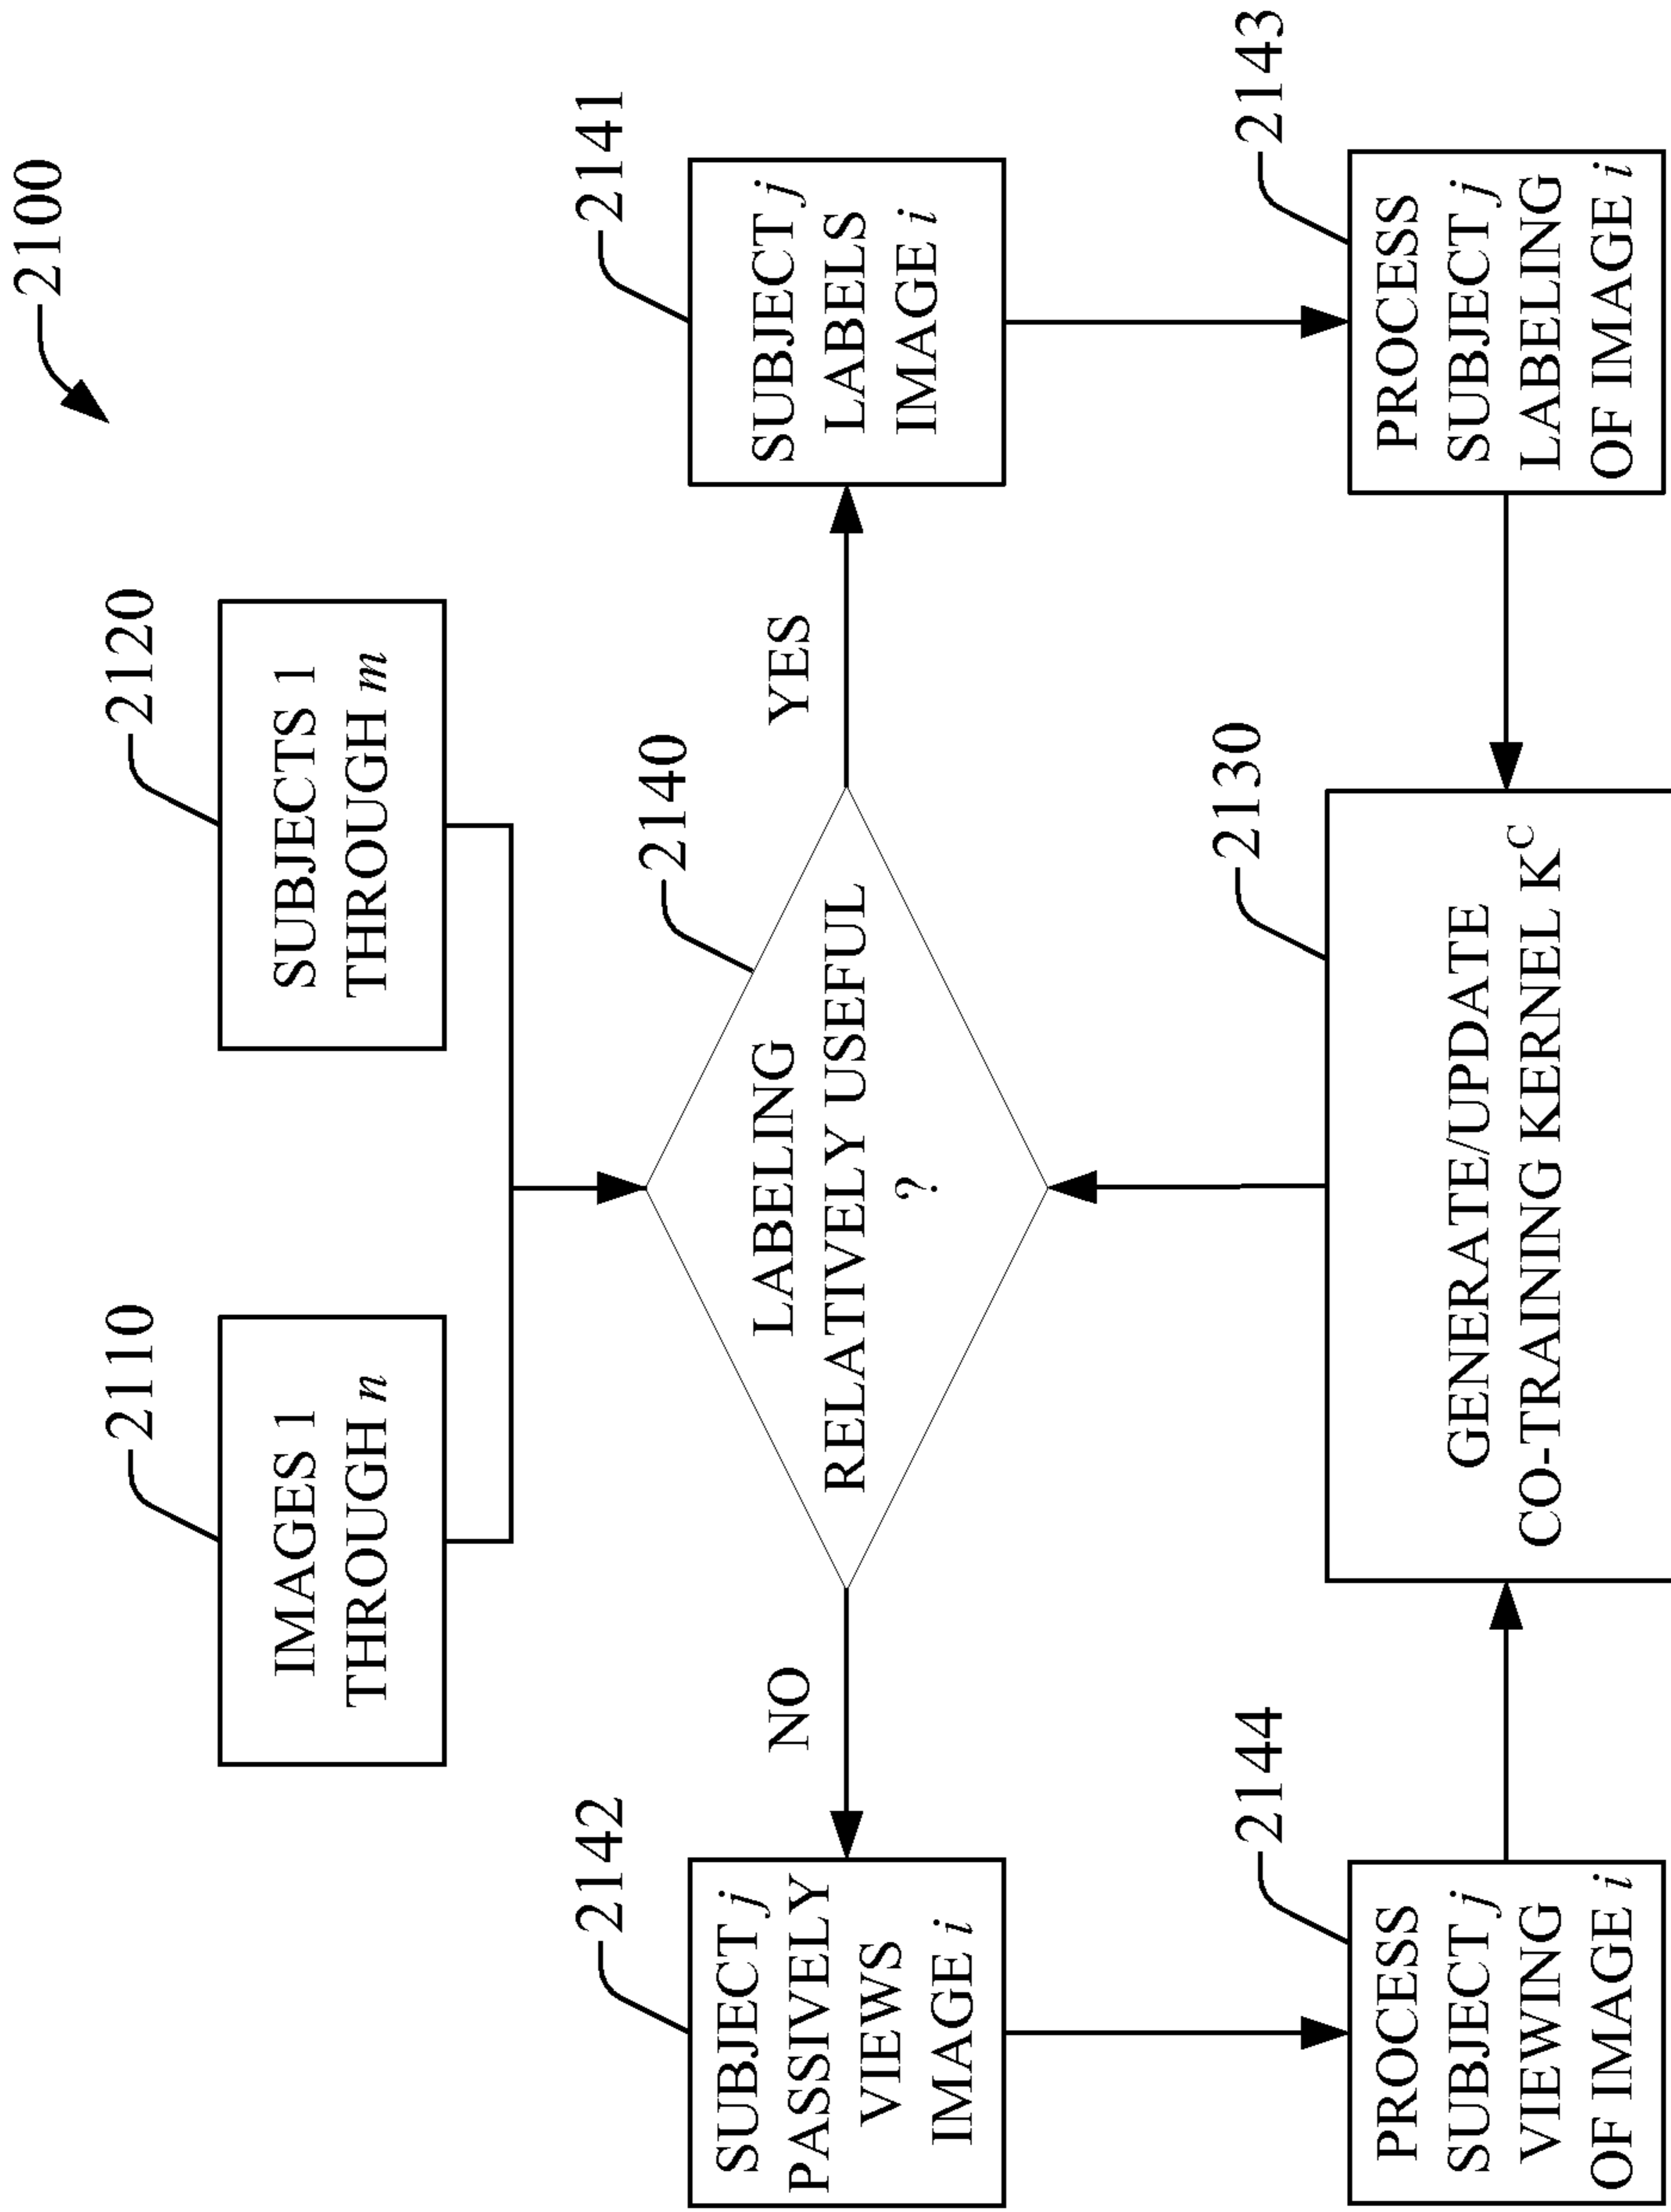 2100
2110
IMAGES 1
THROUGH n
2120
SUBJECTS 1
THROUGH m
2142
SUBJECT j
PASSIVELY
VIEWS
IMAGE i
NO
2140
LABELING
RELATIVELY USEFUL
?
YES
2141
SUBJECT j
LABELS
IMAGE i
2144
PROCESS
SUBJECT j
VIEWING
OF IMAGE i
2130
GENERATE/UPDATE
CO-TRAINING KERNEL K^C
2143
PROCESS
SUBJECT j
LABELING
OF IMAGE i